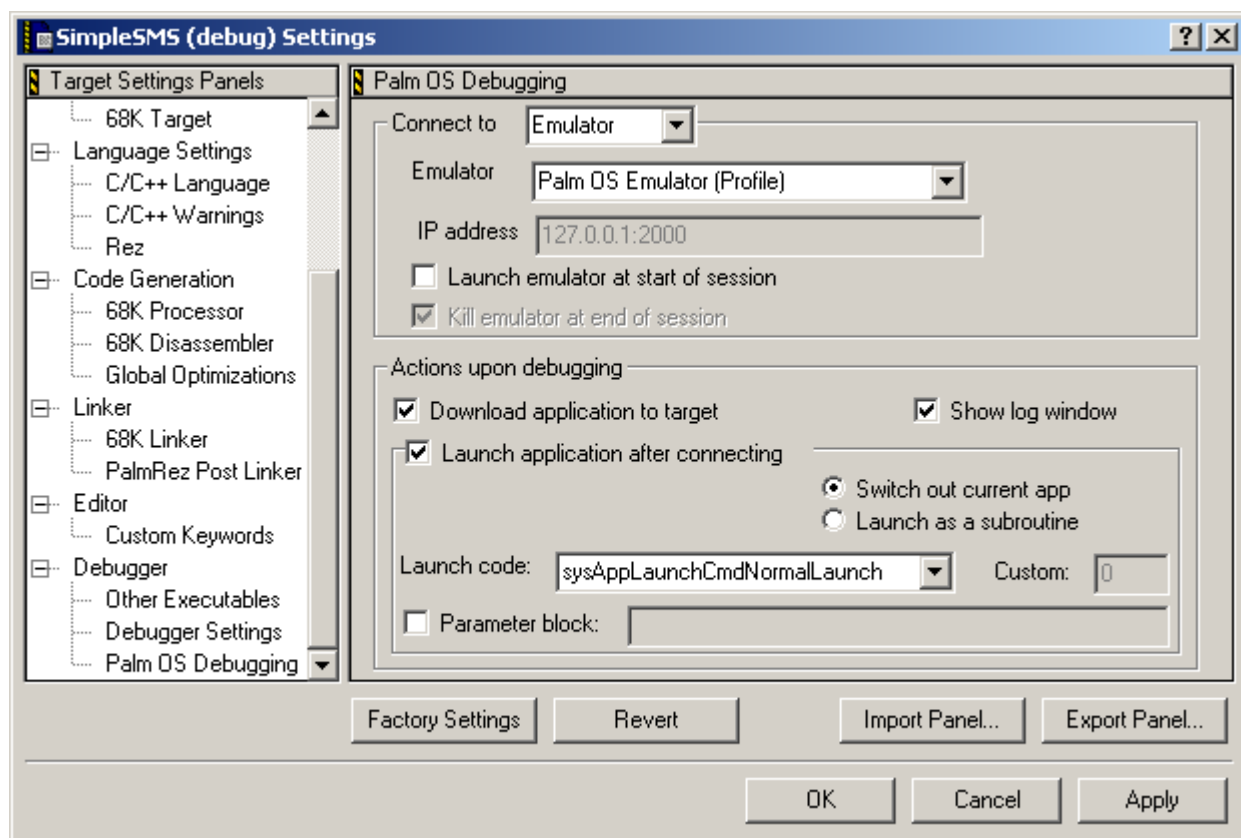 SimpleSMS (debug) Settings
Target Settings Panels
68K Target
Language Settings
C/C++ Language
C/C++ Warnings
Rez
Code Generation
68K Processor
68K Disassembler
Global Optimizations
Linker
68K Linker
PalmRez Post Linker
Editor
Custom Keywords
Debugger
Other Executables
Debugger Settings
Palm OS Debugging
Palm OS Debugging
Connect to Emulator
Emulator Palm OS Emulator (Profile)
IP address 127.0.0.1:2000
Launch emulator at start of session
Kill emulator at end of session
Actions upon debugging
Download application to target Show log window
Launch application after connecting
Switch out current app
Launch as a subroutine
Launch code: sysAppLaunchCmdNormalLaunch Custom: 0
Parameter block:
Factory Settings Revert Import Panel... Export Panel...
OK Cancel Apply